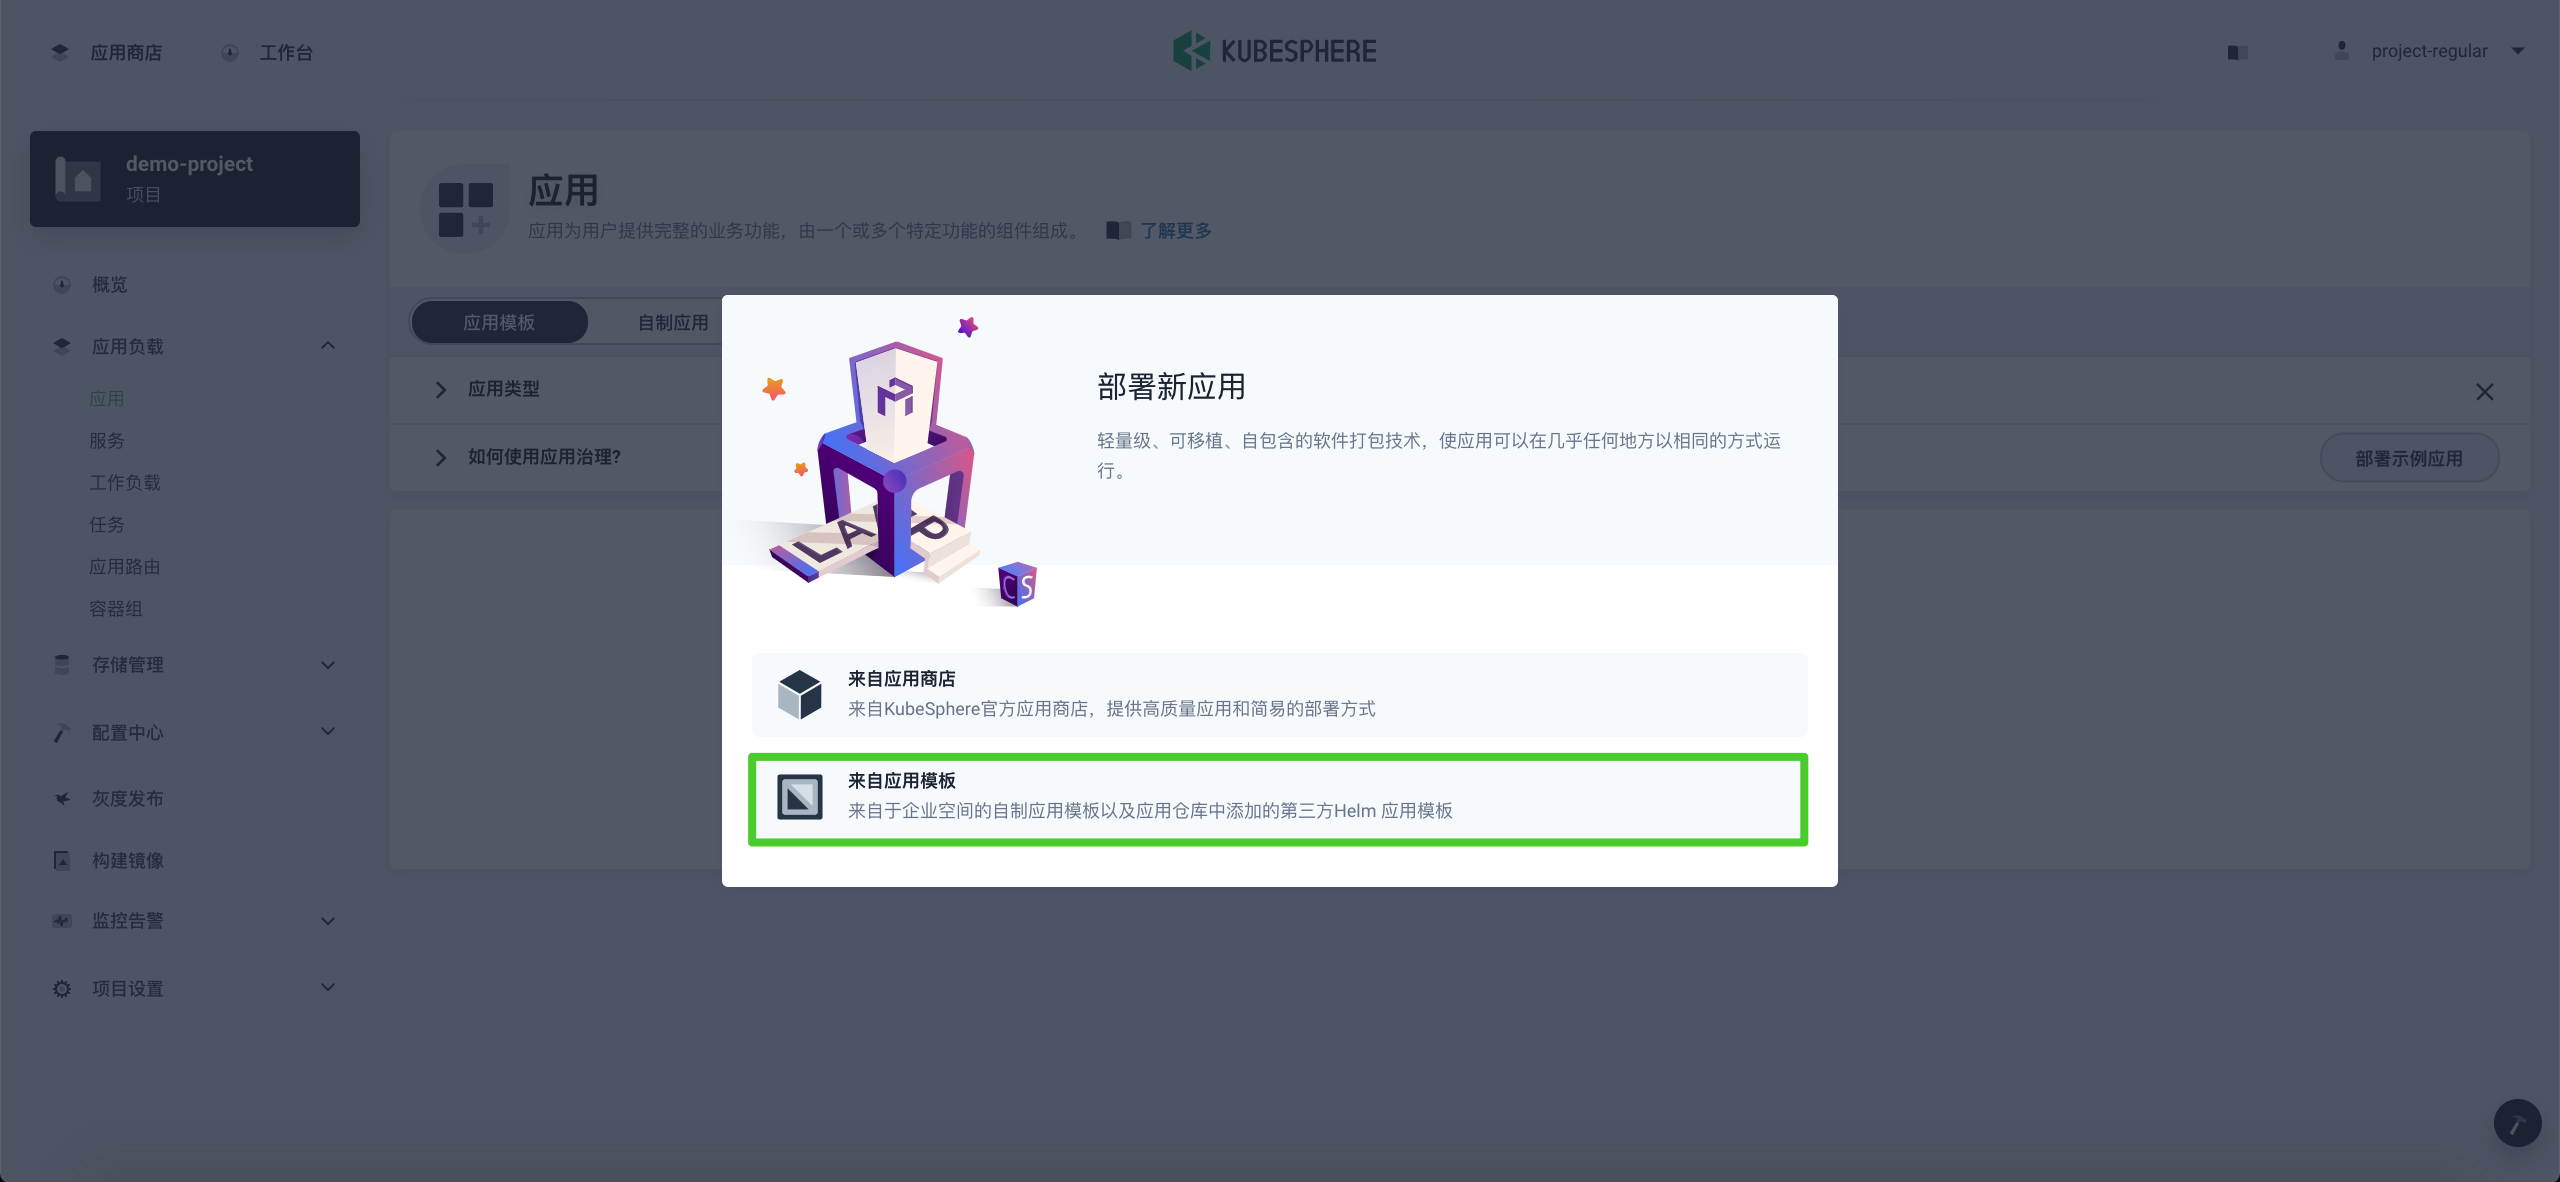 应用商店
工作台
KUBESPHERE
project-regular
demo-project
项目
概览
应用负载
应用
服务
工作负载
任务
应用路由
容器组
存储管理
配置中心
灰度发布
构建镜像
监控告警
项目设置
应用
应用为用户提供完整的业务功能，由一个或多个特定功能的组件组成。
了解更多
应用模板
自制应用
应用类型
如何使用应用治理?
部署示例应用
LAPP
CS
部署新应用
轻量级、可移植、自包含的软件打包技术，使应用可以在几乎任何地方以相同的方式运
行。
来自应用商店
来自KubeSphere官方应用商店，提供高质量应用和简易的部署方式
来自应用模板
来自于企业空间的自制应用模板以及应用仓库中添加的第三方Helm 应用模板